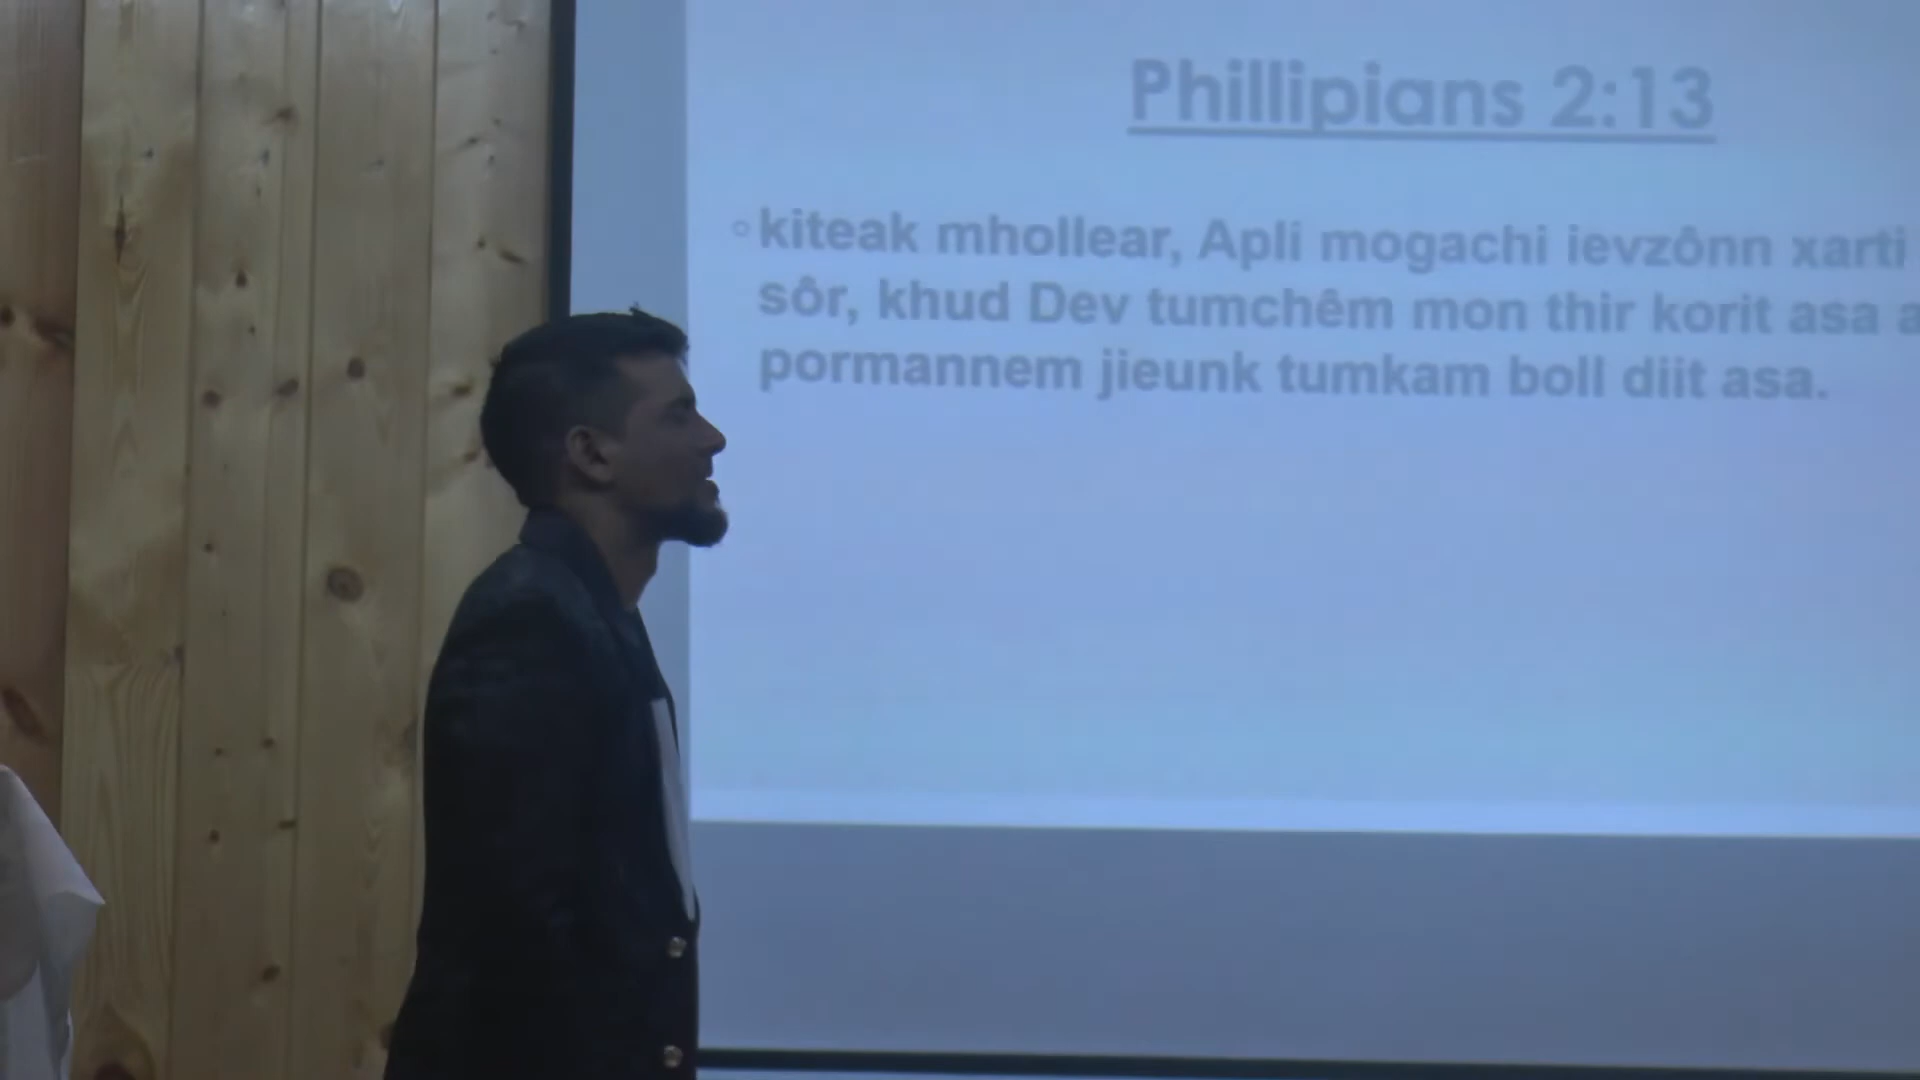 Phillipians 2:13
kiteak mhollear, Apli mogachi ievzônn xarti
sôr, khud Dev tumchêm mon thir korit asa
pormannem jieunk tumkam boll diit asa.